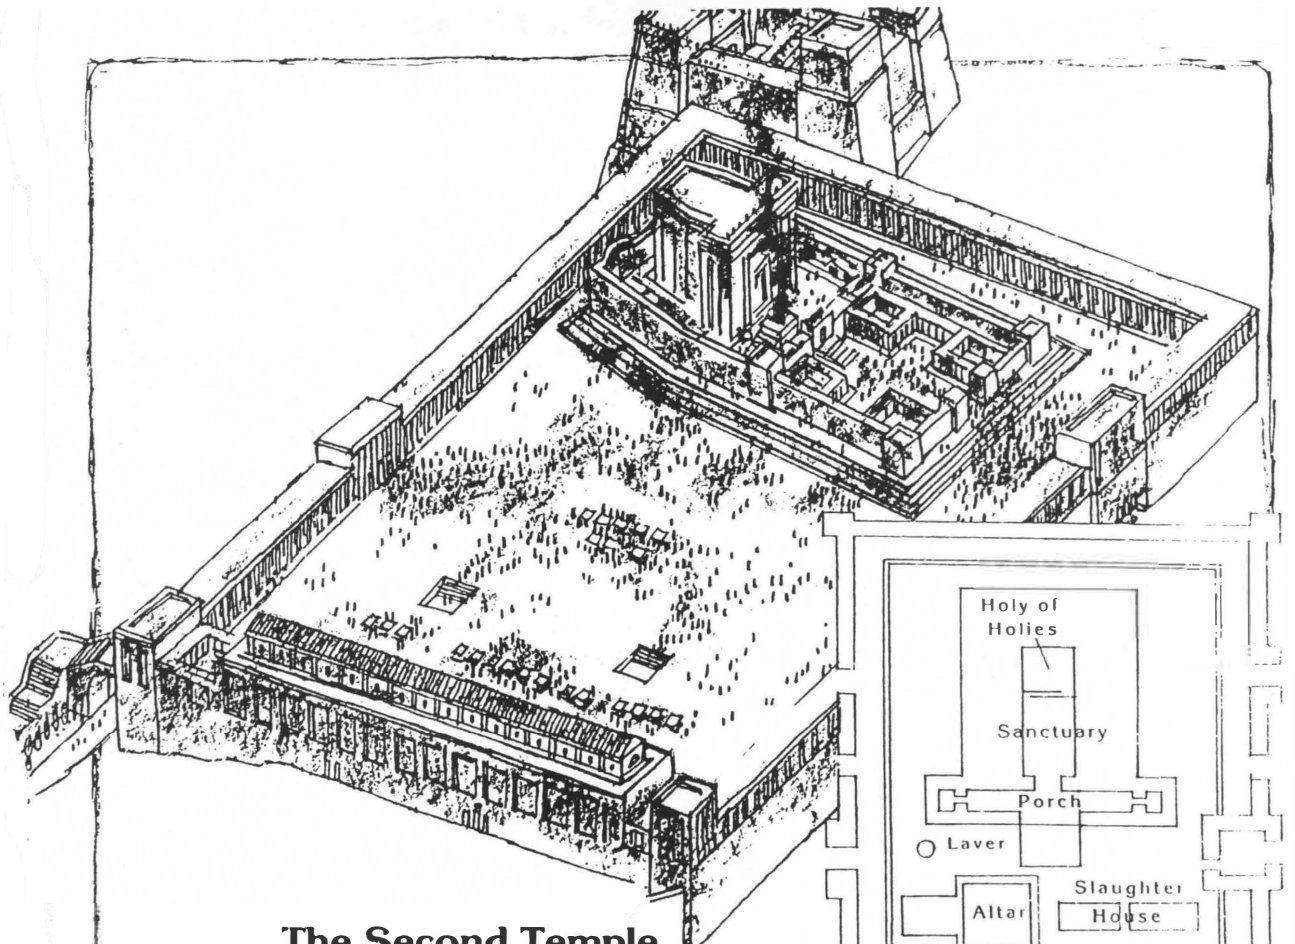 Holy of
Holies
Sanctuary
Porch
Laver
Altar
Slaughter
House
The Second Temple